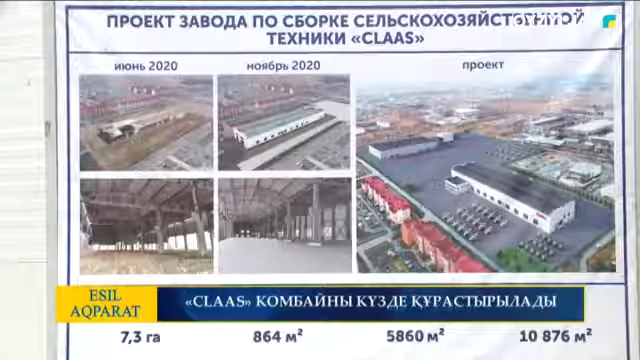 ПРОЕКТ ЗАВОДА ПО СБОРКЕ СЕЛЬСКОХОЗЯЙСТВЕННОЙ
ТЕХНИКИ «CLAAS»
июнь 2020
ноябрь 2020
проект
ESIL
AQPARAT
«CLAAS» КОМБАЙНЫ КҮЗДЕ ҚҰРАСТЫРЫЛАДЫ
7,3 га
864 м²
5860 м²
10 876 м²